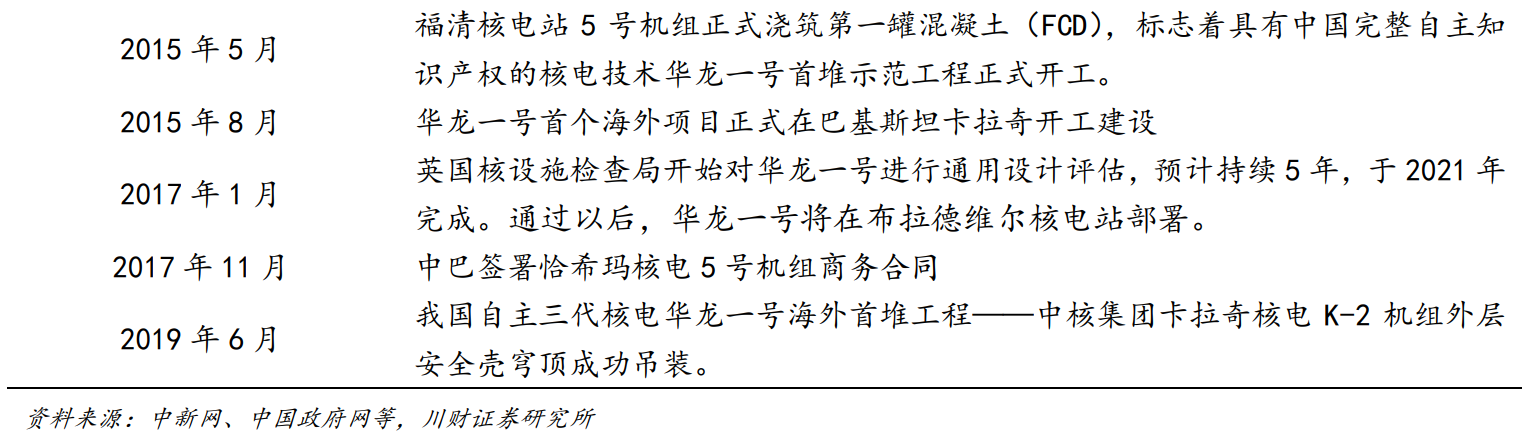 2015 年 5 月
福清核电站 5 号机组正式浇筑第一罐混凝土（FCD），标志着具有中国完整自主知
识产权的核电技术华龙一号首堆示范工程正式开工。
2015 年 8 月
华龙一号首个海外项目正式在巴基斯坦卡拉奇开工建设
2017 年 1 月
英国核设施检查局开始对华龙一号进行通用设计评估，预计持续 5 年，于 2021 年
完成。通过以后，华龙一号将在布拉德维尔核电站部署。
2017 年 11 月
中巴签署恰希玛核电 5 号机组商务合同
2019 年 6 月
我国自主三代核电华龙一号海外首堆工程——中核集团卡拉奇核电 K-2 机组外层
安全壳穹顶成功吊装。
资料来源：中新网、中国政府网等，川财证券研究所